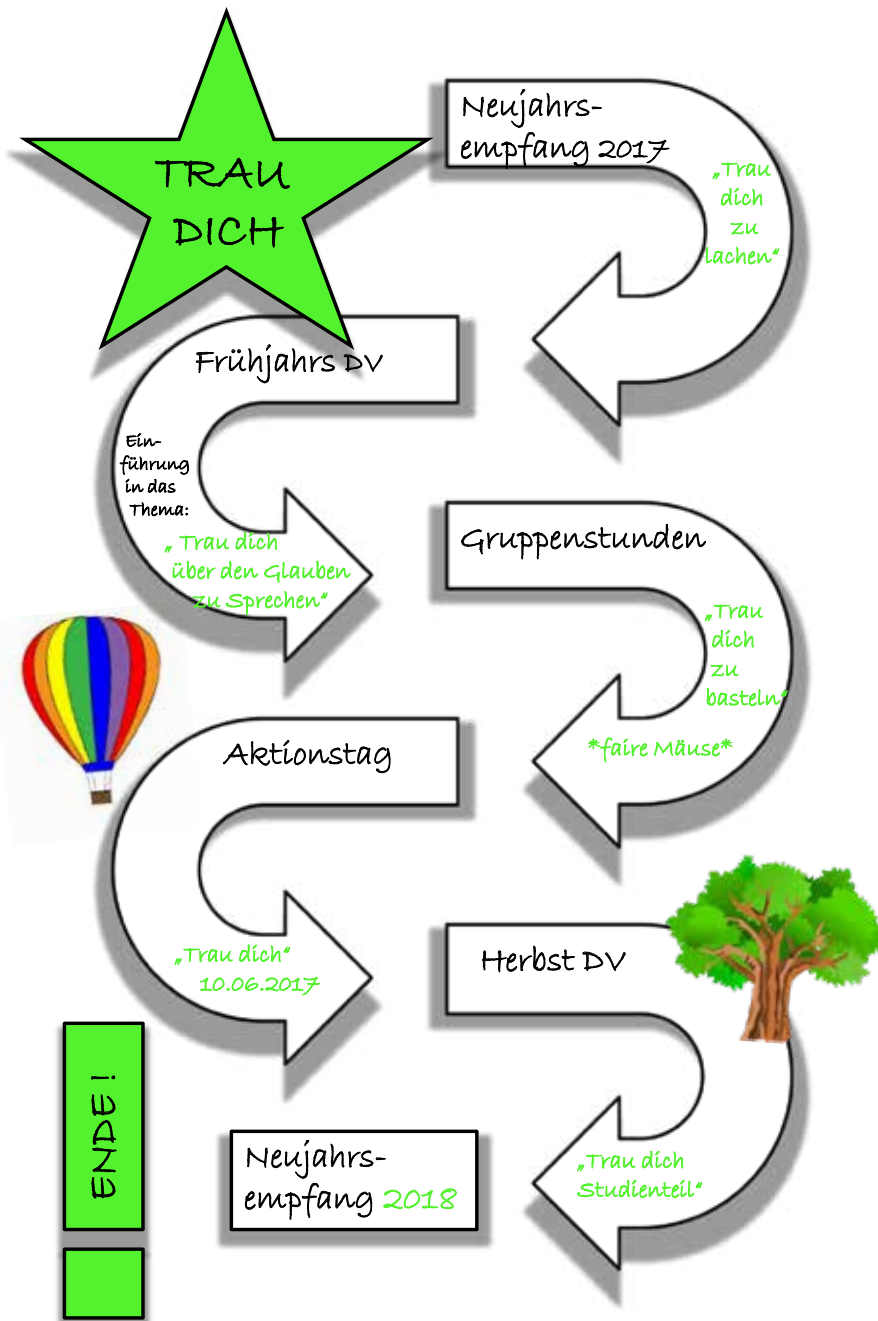 TRAU
DICH
Neujahrs-
empfang 2017
„Trau
dich
zu
lachen“
Frühjahrs DV
Ein-
führung
in das
Thema:
„ Trau dich
über den Glauben
zu Sprechen“
Gruppenstunden
„Trau
dich
zu
basteln“
*faire Mäuse*
Aktionstag
„Trau dich“
10.06.2017
Herbst DV
„Trau dich
Studienteil“
Neujahrs-
empfang 2018
ENDE !